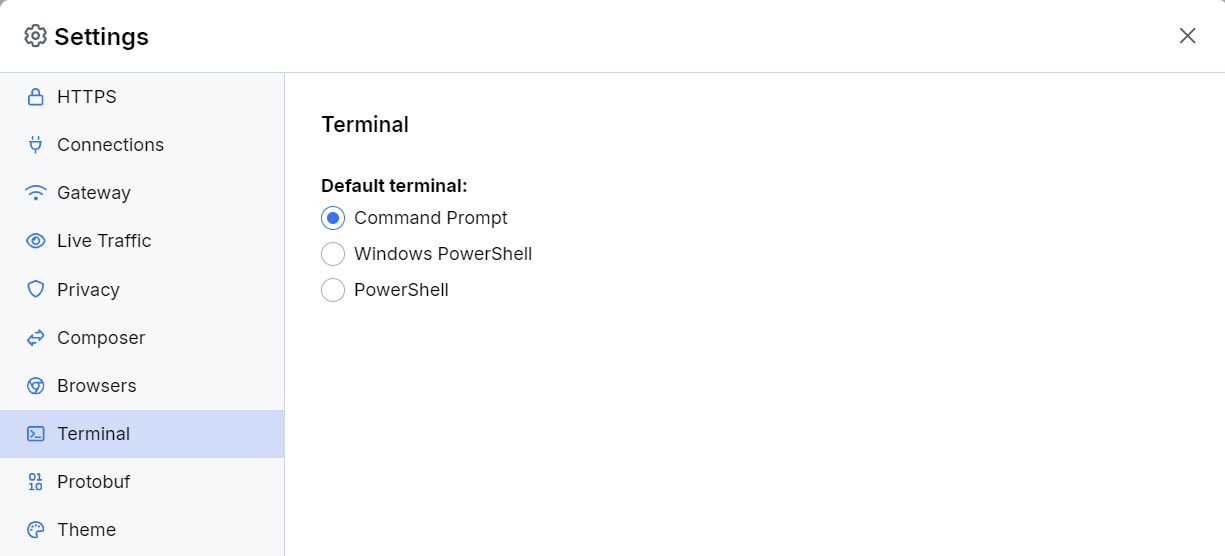 Settings
HTTPS
Connections
Gateway
Live Traffic
Privacy
Composer
Browsers
Terminal
Protobuf
Theme
Terminal
Default terminal:
Command Prompt
Windows PowerShell
PowerShell